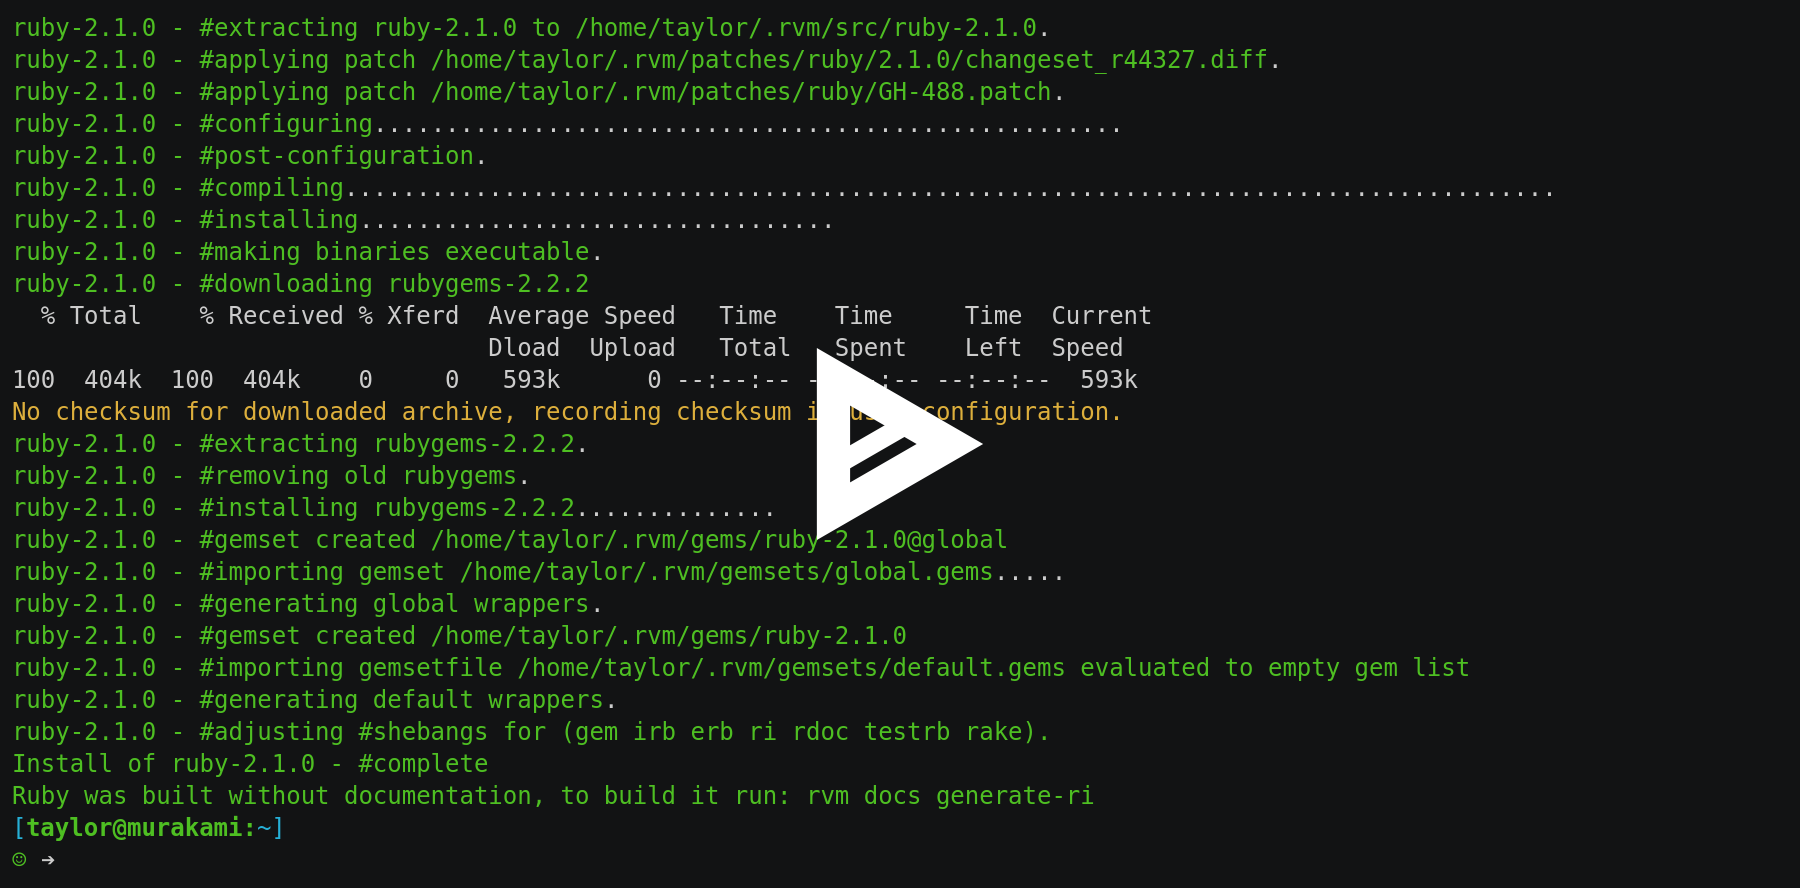 ruby-2.1.0 - #extracting ruby-2.1.0 to /home/taylor/.rvm/src/ruby-2.1.0.
ruby-2.1.0 - #applying patch /home/taylor/.rvm/patches/ruby/2.1.0/changeset_r44327.diff.
ruby-2.1.0 - #applying patch /home/taylor/.rvm/patches/ruby/GH-488.patch.
ruby-2.1.0 - #configuring....................................................
ruby-2.1.0 - #post-configuration.
ruby-2.1.0 - #compiling....................................................................................
ruby-2.1.0 - #installing.................................
ruby-2.1.0 - #making binaries executable.
ruby-2.1.0 - #downloading rubygems-2.2.2
  % Total    % Received % Xferd  Average Speed   Time    Time     Time  Current
                                 Dload  Upload   Total   Spent    Left  Speed
100  404k  100  404k    0     0   593k      0 --:--:-- --:--:--  593k
No checksum for downloaded archive, recording checksum configuration.
ruby-2.1.0 - #extracting rubygems-2.2.2.
ruby-2.1.0 - #removing old rubygems.
ruby-2.1.0 - #installing rubygems-2.2.2..............
ruby-2.1.0 - #gemset created /home/taylor/.rvm/gems/ruby-2.1.0@global
ruby-2.1.0 - #importing gemset /home/taylor/.rvm/gemsets/global.gems.....
ruby-2.1.0 - #generating global wrappers.
ruby-2.1.0 - #gemset created /home/taylor/.rvm/gems/ruby-2.1.0
ruby-2.1.0 - #importing gemsetfile /home/taylor/.rvm/gemsets/default.gems evaluated to empty gem list
ruby-2.1.0 - #generating default wrappers.
ruby-2.1.0 - #adjusting #shebangs for (gem irb erb ri rdoc testrb rake).
Install of ruby-2.1.0 - #complete
Ruby was built without documentation, to build it run: rvm docs generate-ri
[taylor@murakami:~]
☺ ➔